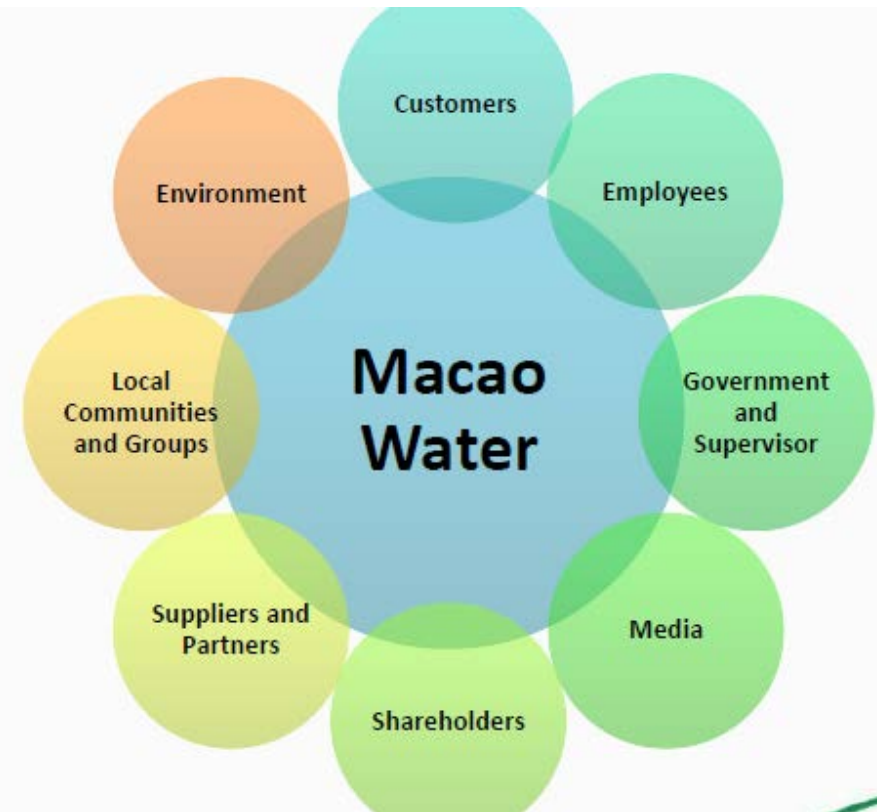 Customers
Employees
Government
and
Supervisor
Media
Shareholders
Suppliers and
Partners
Local
Communities
and Groups
Environment
Macao
Water